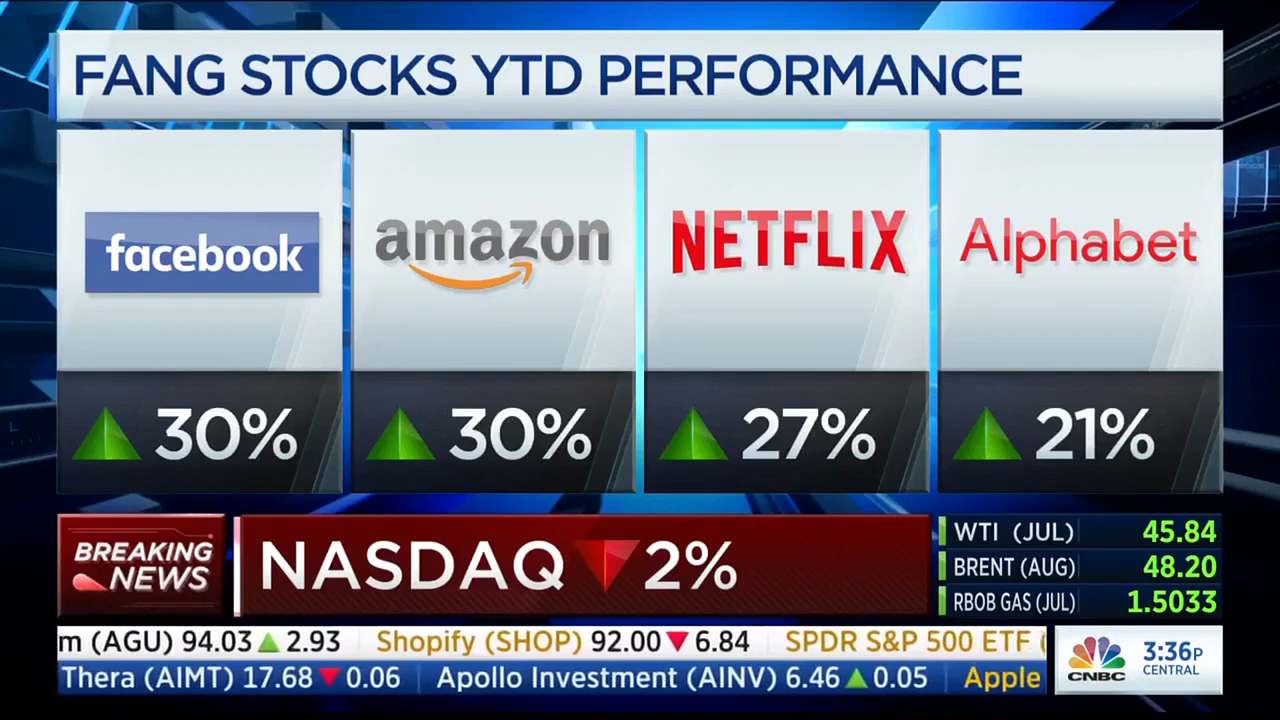 FANG STOCKS YTD PERFORMANCE
facebook
amazon
NETFLIX
Alphabet
30%
30%
27%
21%
BREAKING
NEWS
NASDAQ 2%
WTI (JUL) 45.84
BRENT (AUG) 48.20
RBOB GAS (JUL) 1.5033
m (AGU) 94.03 2.93 Shopify (SHOP) 92.00 6.84 SPDR S&P 500 ETF (
Thera (AIMT) 17.68 0.06 Apollo Investment (AINV) 6.46 0.05 Apple
CNBC
3:36P
CENTRAL